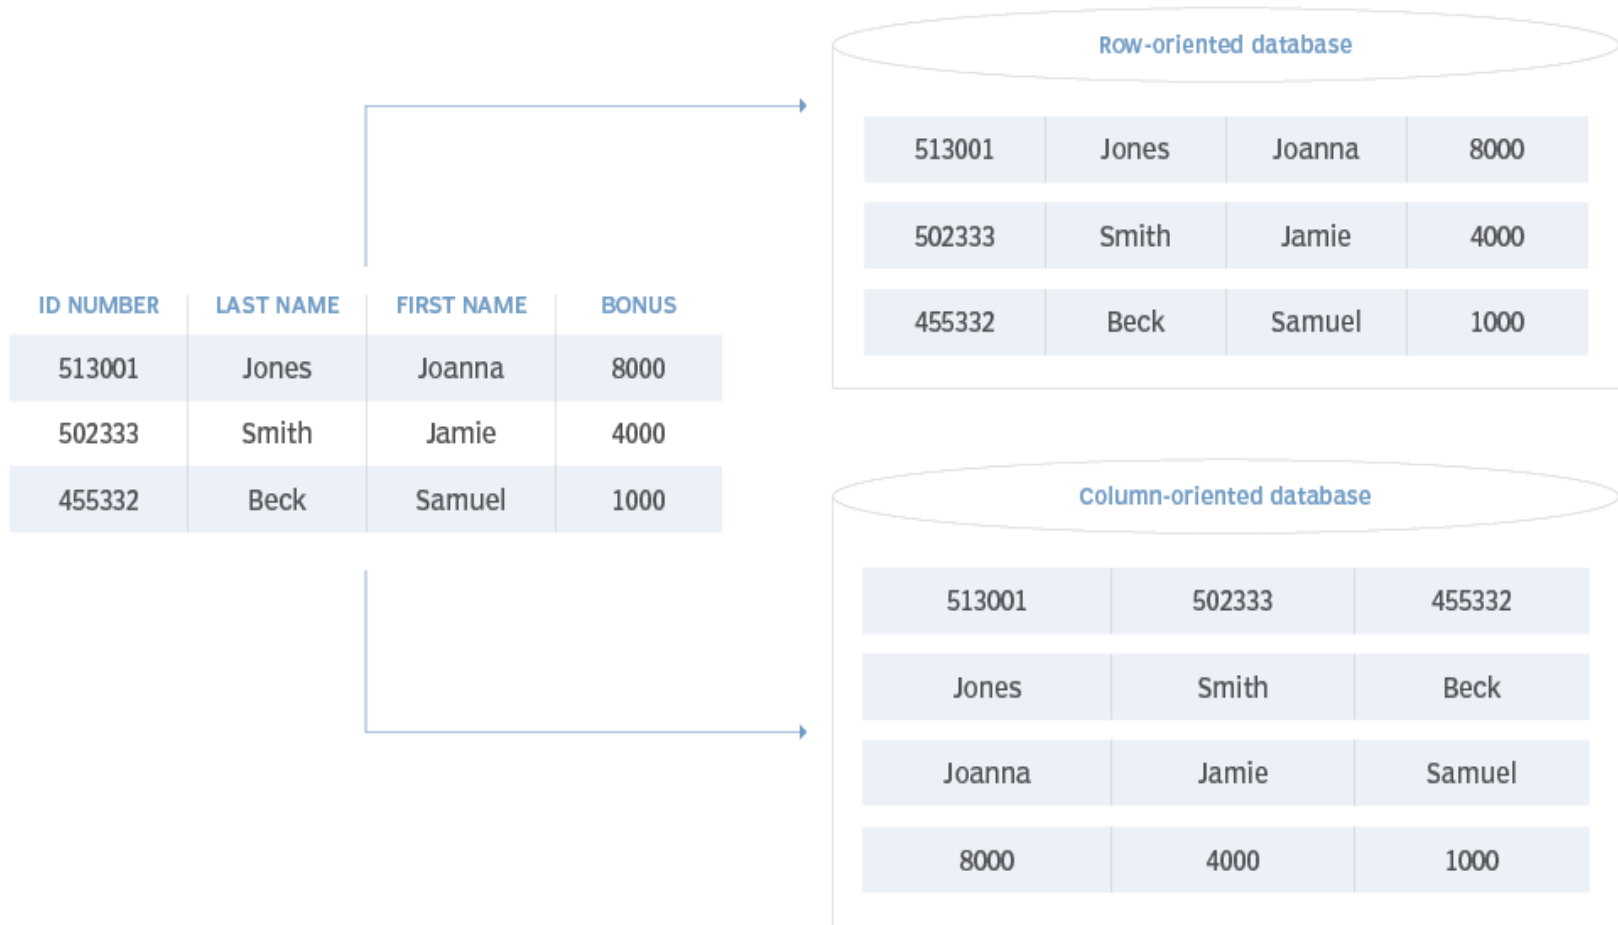 Row-oriented database
513001 Jones Joanna 8000
502333 Smith Jamie 4000
455332 Beck Samuel 1000
ID NUMBER LAST NAME FIRST NAME BONUS
513001 Jones Joanna 8000
502333 Smith Jamie 4000
455332 Beck Samuel 1000
Column-oriented database
513001 502333 455332
Jones Smith Beck
Joanna Jamie Samuel
8000 4000 1000